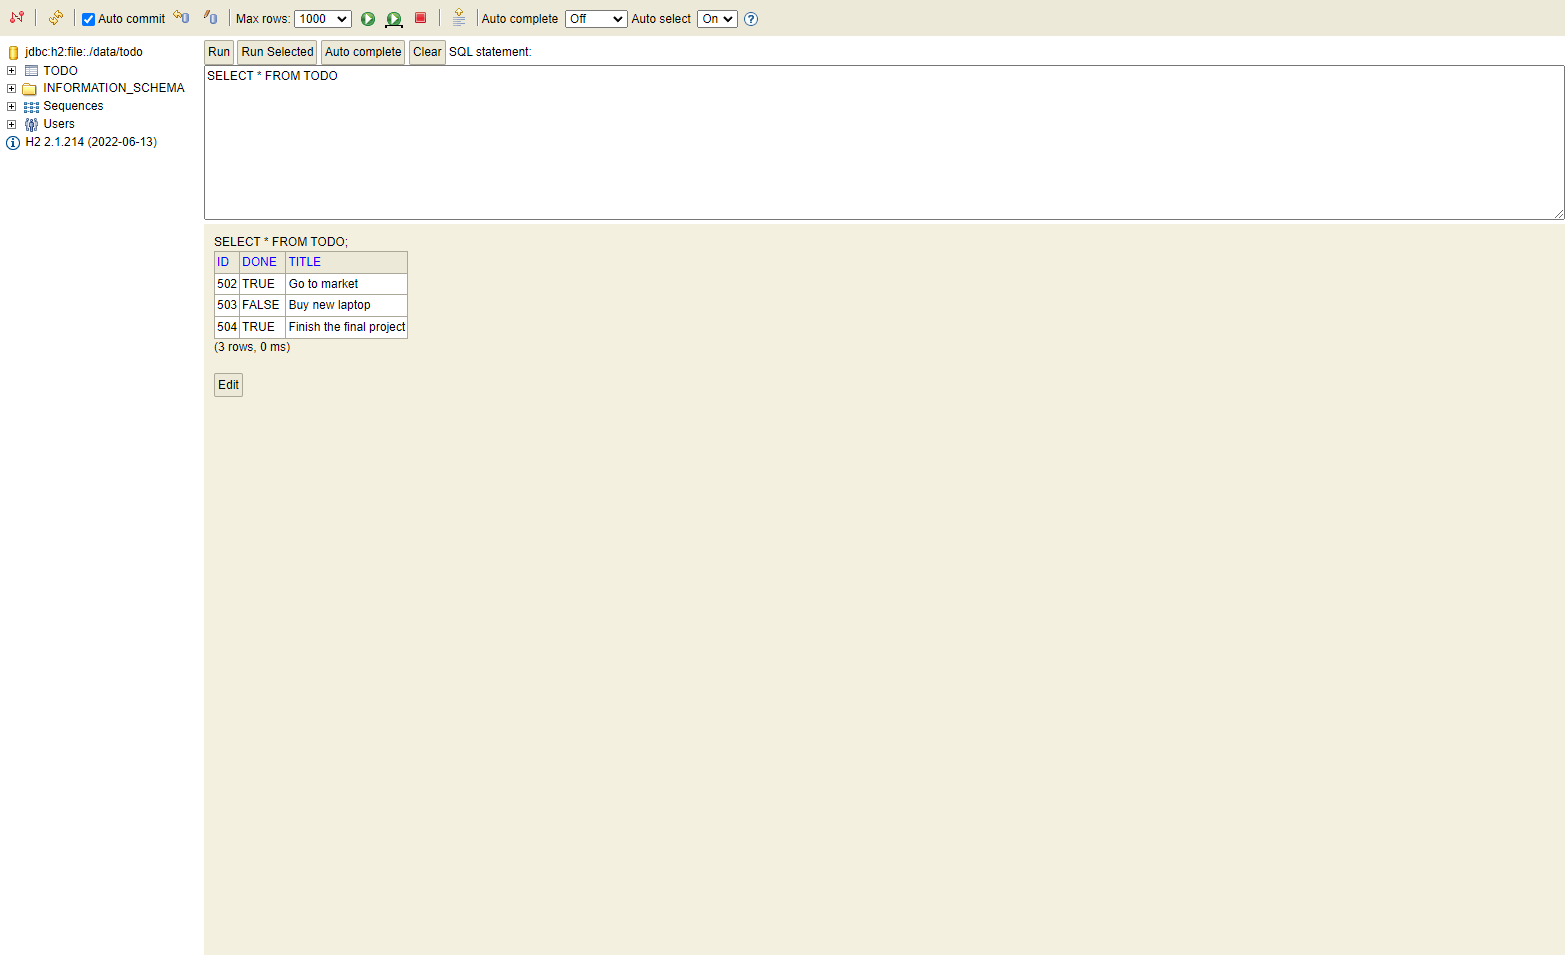 Auto commit Max rows: 1000 Auto complete Off Auto select On ?
jdbc:h2:file:./data/todo
TODO
INFORMATION_SCHEMA
Sequences
Users
H2 2.1.214 (2022-06-13)
Run Run Selected Auto complete Clear SQL statement:
SELECT * FROM TODO
SELECT * FROM TODO;
ID DONE TITLE
502 TRUE Go to market
503 FALSE Buy new laptop
504 TRUE Finish the final project
(3 rows, 0 ms)
Edit